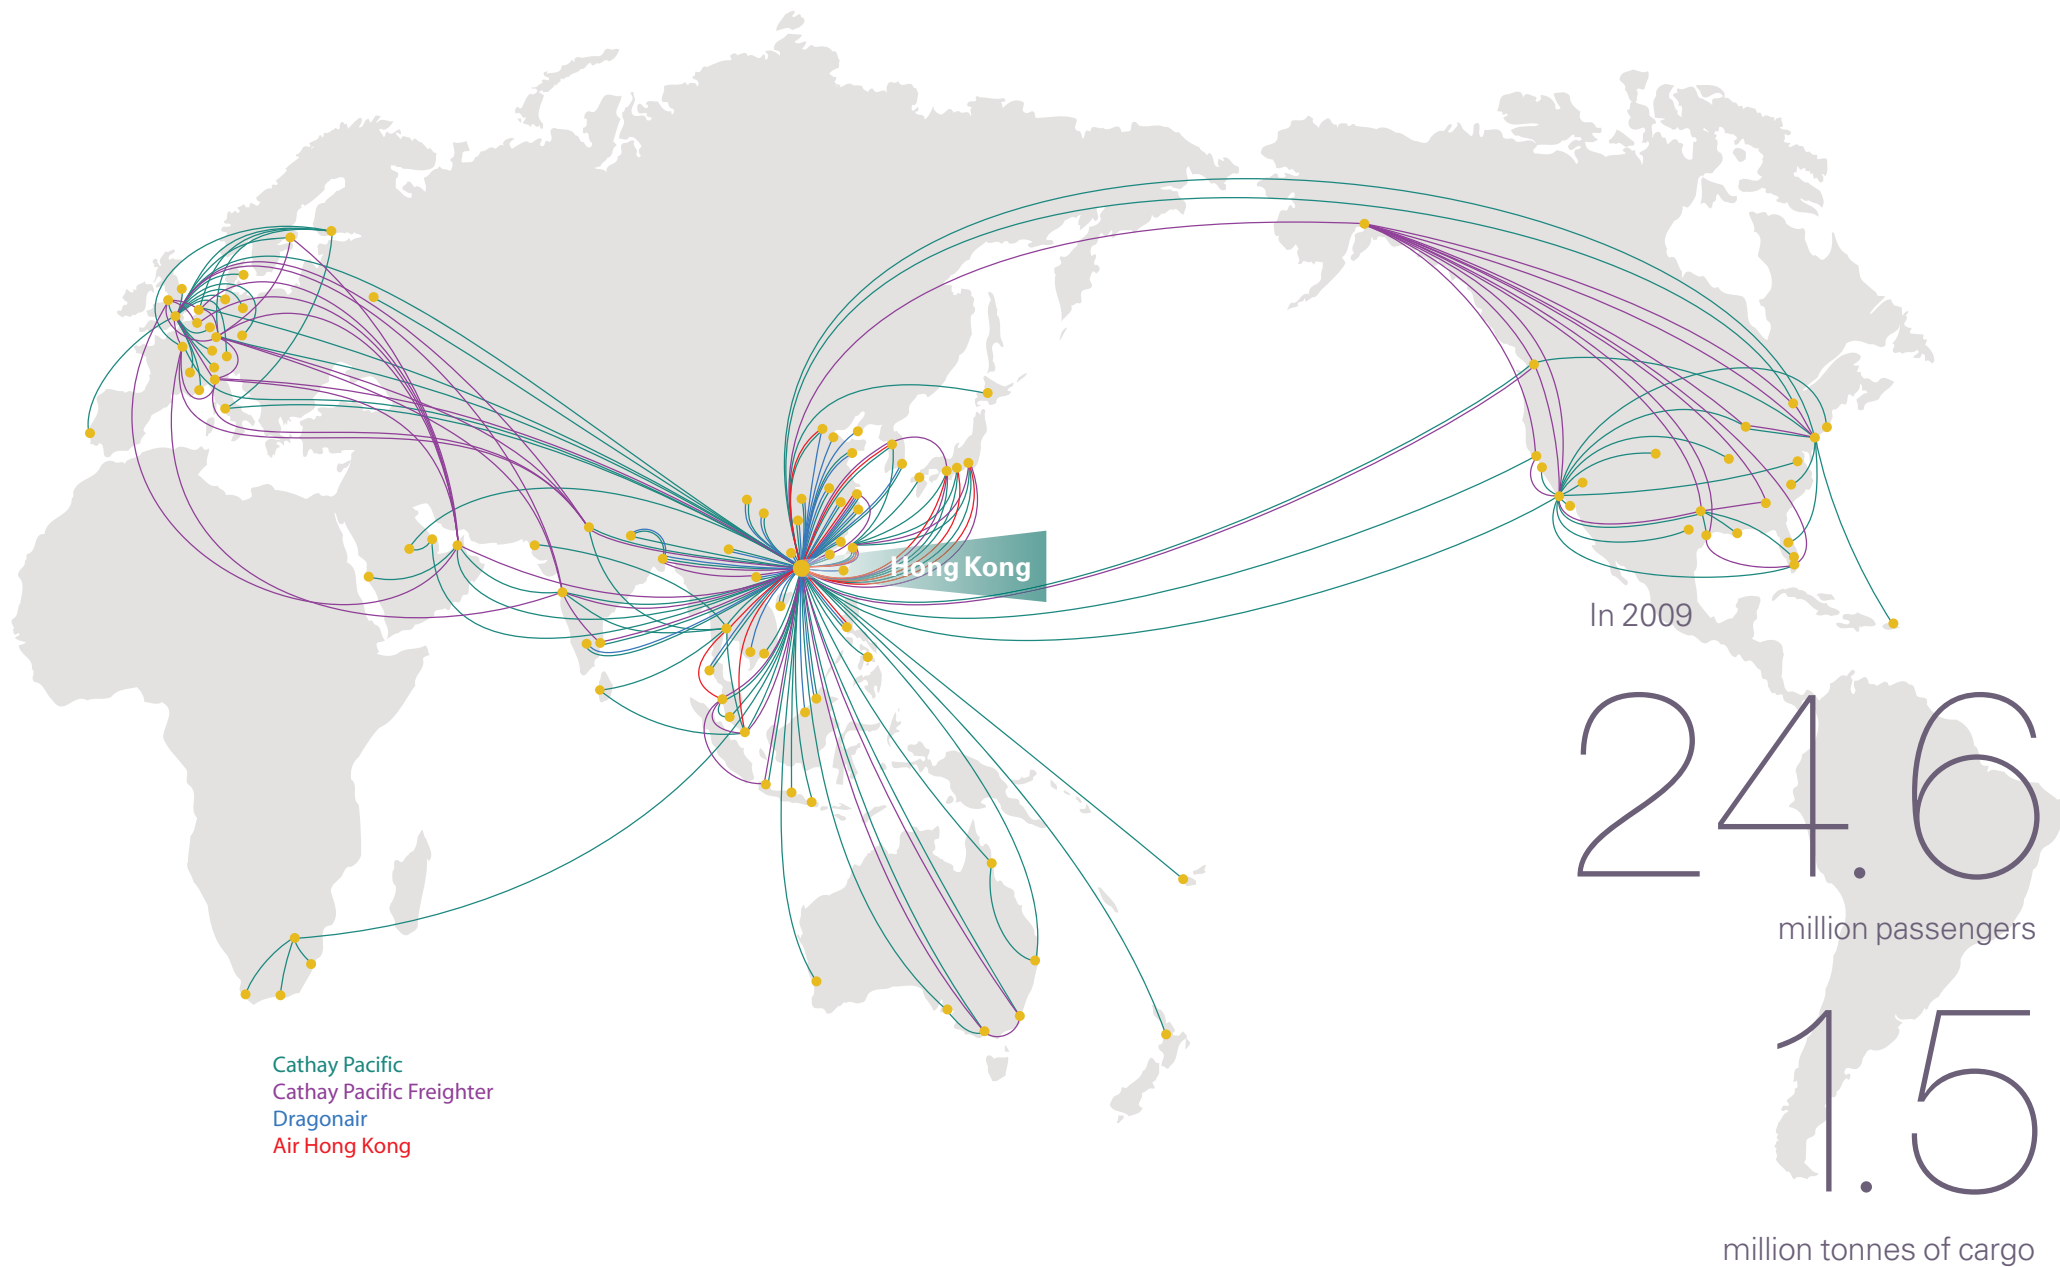 Hong Kong
In 2009
24.6
million passengers
1.5
million tonnes of cargo
Cathay Pacific
Cathay Pacific Freighter
Dragonair
Air Hong Kong